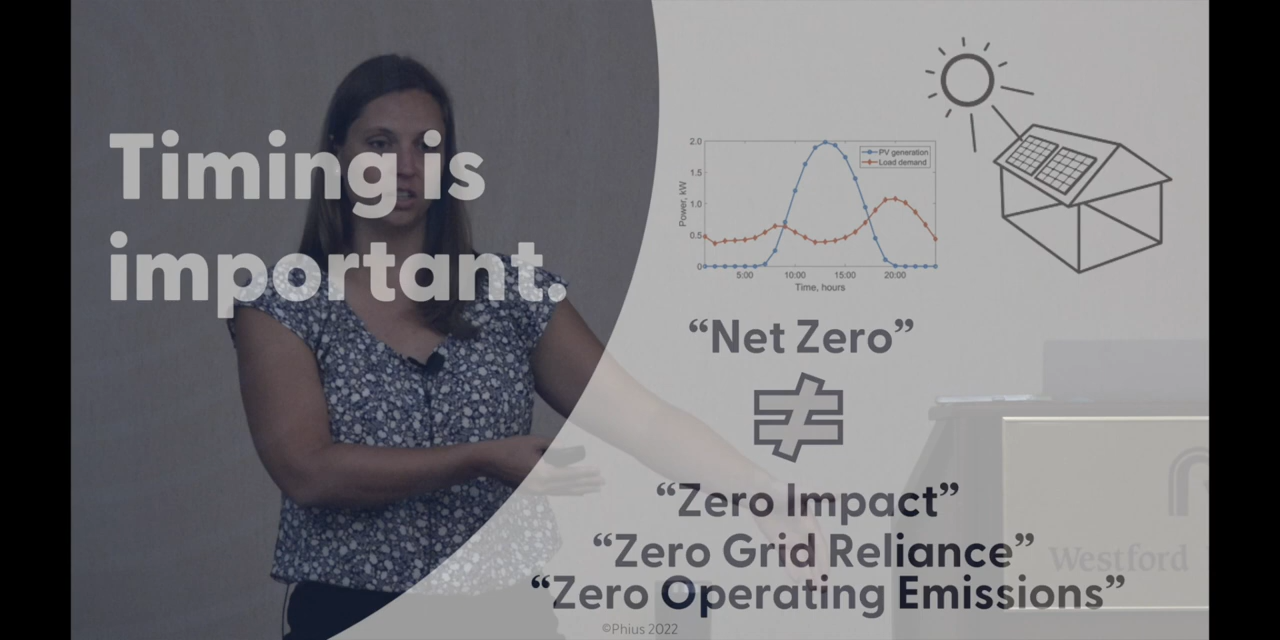 Timing is
important.
2.0
1.5
1.0
0.5
0
Power, kW
PV generation
Load demand
5:00
10:00
15:00
20:00
Time, hours
“Net Zero”
≠
“Zero Impact”
“Zero Grid Reliance”
“Zero Operating Emissions”
Westford
©Phius 2022